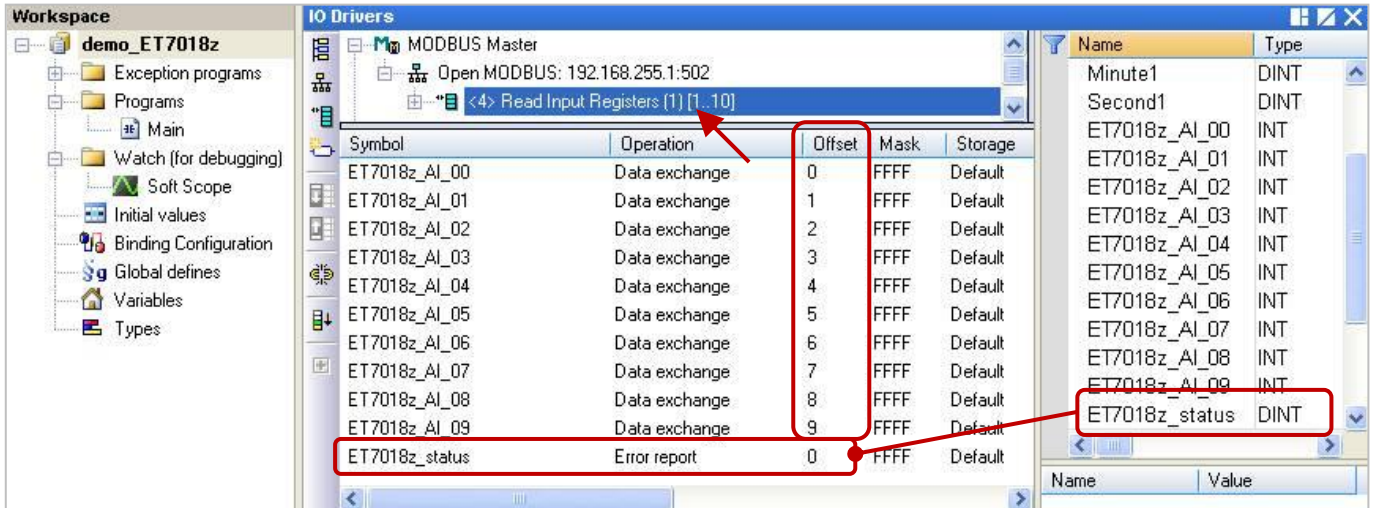 Workspace
demo_ET7018z
Exception programs
Programs
Main
Watch (for debugging)
Soft Scope
Initial values
Binding Configuration
Global defines
Variables
Types
IO Drivers
MODBUS Master
Open MODBUS: 192.168.255.1:502
<4> Read Input Registers (1) [1..10]
Symbol Operation Offset Mask Storage
ET7018z_AI_00 Data exchange 0 FFFF Default
ET7018z_AI_01 Data exchange 1 FFFF Default
ET7018z_AI_02 Data exchange 2 FFFF Default
ET7018z_AI_03 Data exchange 3 FFFF Default
ET7018z_AI_04 Data exchange 4 FFFF Default
ET7018z_AI_05 Data exchange 5 FFFF Default
ET7018z_AI_06 Data exchange 6 FFFF Default
ET7018z_AI_07 Data exchange 7 FFFF Default
ET7018z_AI_08 Data exchange 8 FFFF Default
ET7018z_AI_09 Data exchange 9 FFFF Default
ET7018z_status Error report 0 FFFF Default
Name Type
Minute1 DINT
Second1 DINT
ET7018z_AI_00 INT
ET7018z_AI_01 INT
ET7018z_AI_02 INT
ET7018z_AI_03 INT
ET7018z_AI_04 INT
ET7018z_AI_05 INT
ET7018z_AI_06 INT
ET7018z_AI_07 INT
ET7018z_AI_08 INT
ET7018z_AI_09 INT
ET7018z_status DINT
Name Value